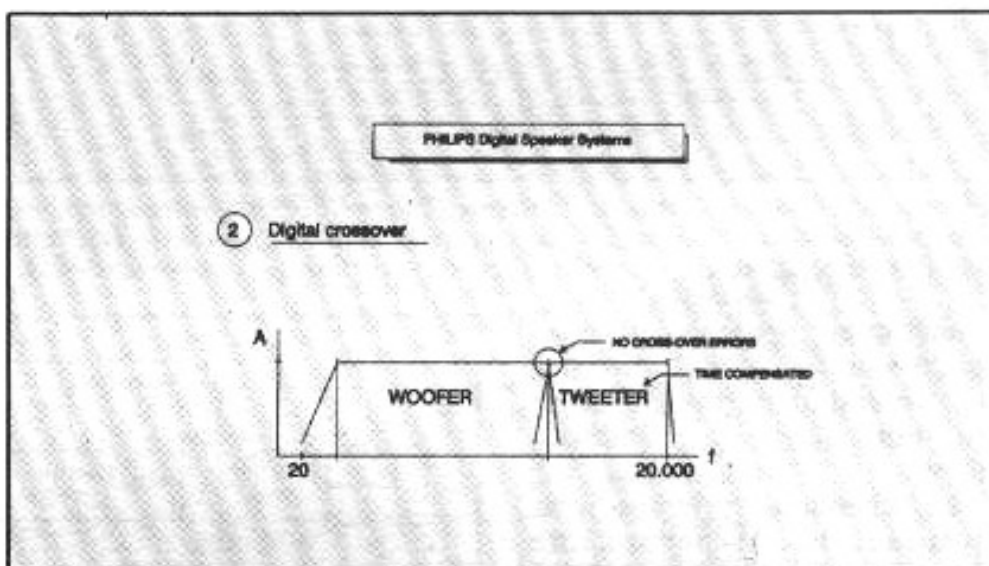 PHILIPS Digital Speaker Systems
2 Digital crossover
A
NO CROSS-OVER ERRORS
WOOFER
TWEETER
TIME COMPENSATED
20
20.000
f